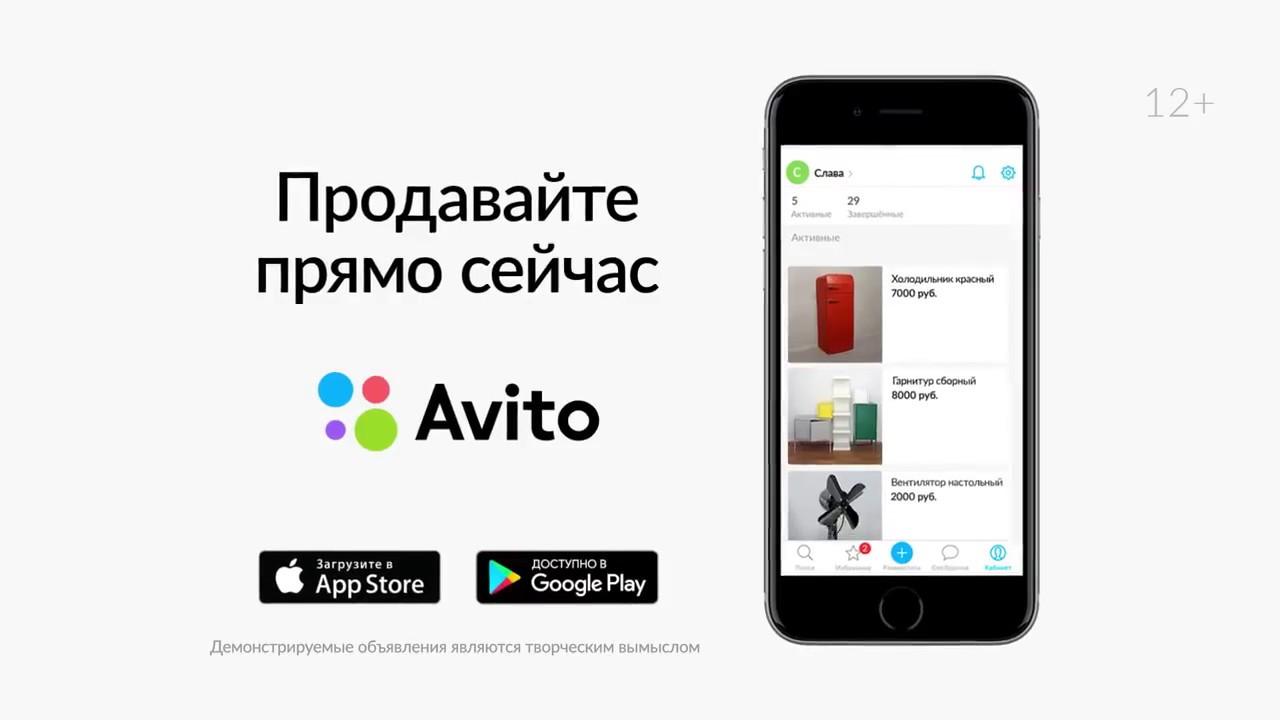 12+
Продавайте
прямо сейчас
Avito
Загрузите в
App Store
ДОСТУПНО В
Google Play
Демонстрируемые объявления являются творческим вымыслом
С
Слава
5
29
Активные
Завершённые
Активные
Холодильник красный
7000 руб.
Гарнитур сборный
8000 руб.
Вентилятор настольный
2000 руб.
2
Поиск
Избранное
Кабинет